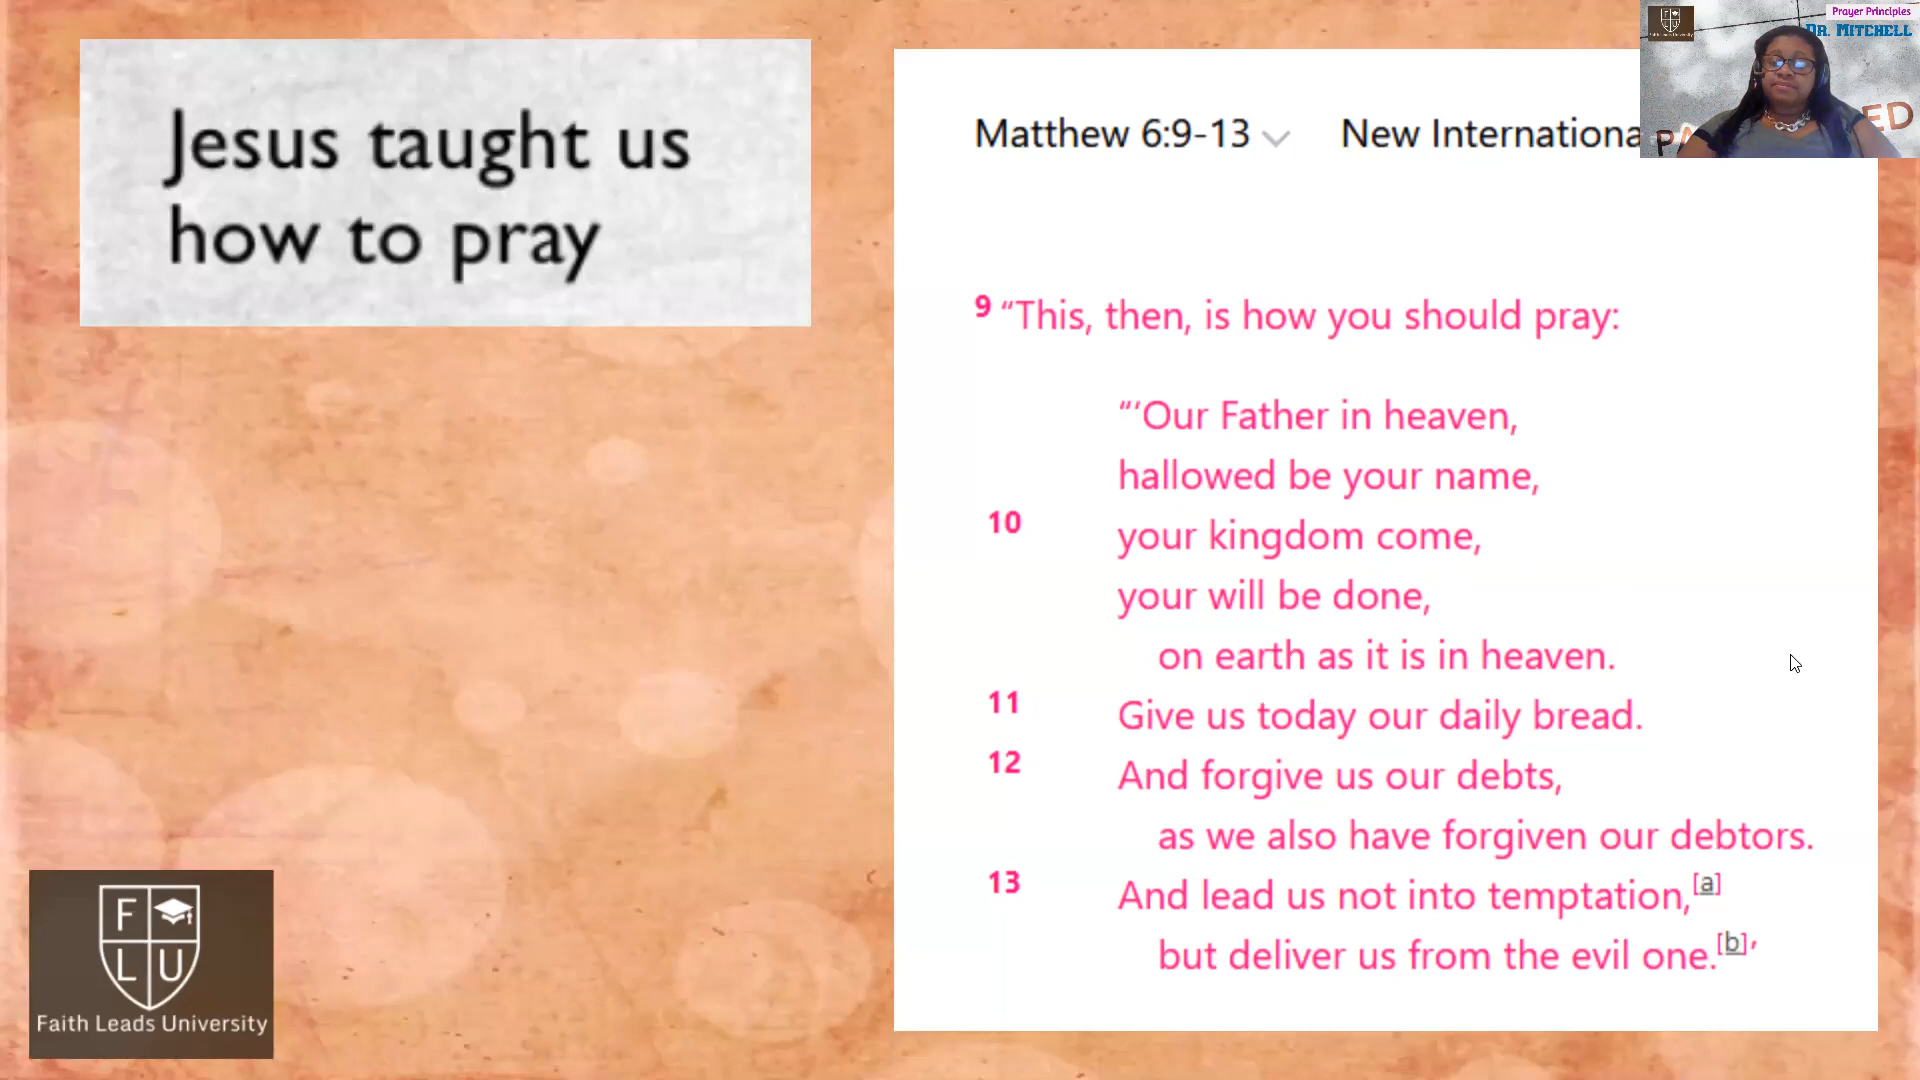 Jesus taught us
how to pray
Matthew 6:9-13 New Internationa
9 “This, then, is how you should pray:
“‘Our Father in heaven,
hallowed be your name,
10 your kingdom come,
your will be done,
on earth as it is in heaven.
11 Give us today our daily bread.
12 And forgive us our debts,
as we also have forgiven our debtors.
13 And lead us not into temptation,[a]
but deliver us from the evil one.[b]’
F
L U
Faith Leads University
Prayer Principles
Dr. Mitchell
Faith Leads University